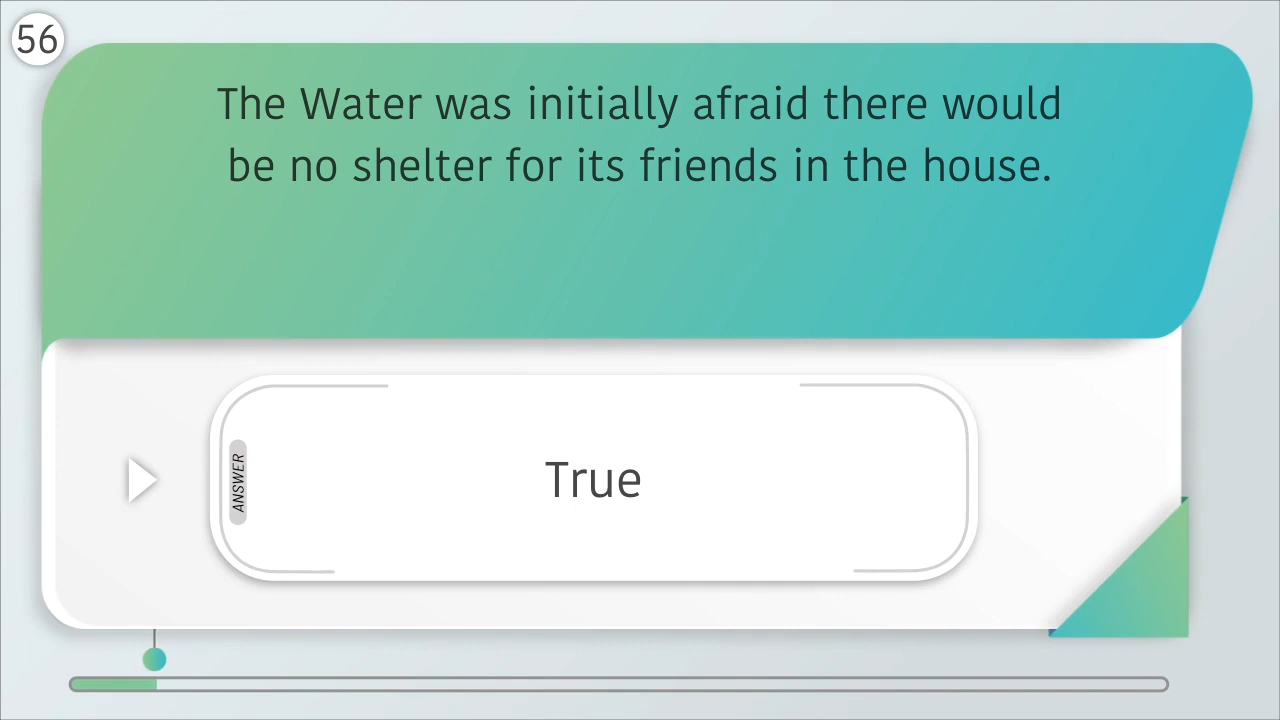 56
The Water was initially afraid there would
be no shelter for its friends in the house.
ANSWER
True